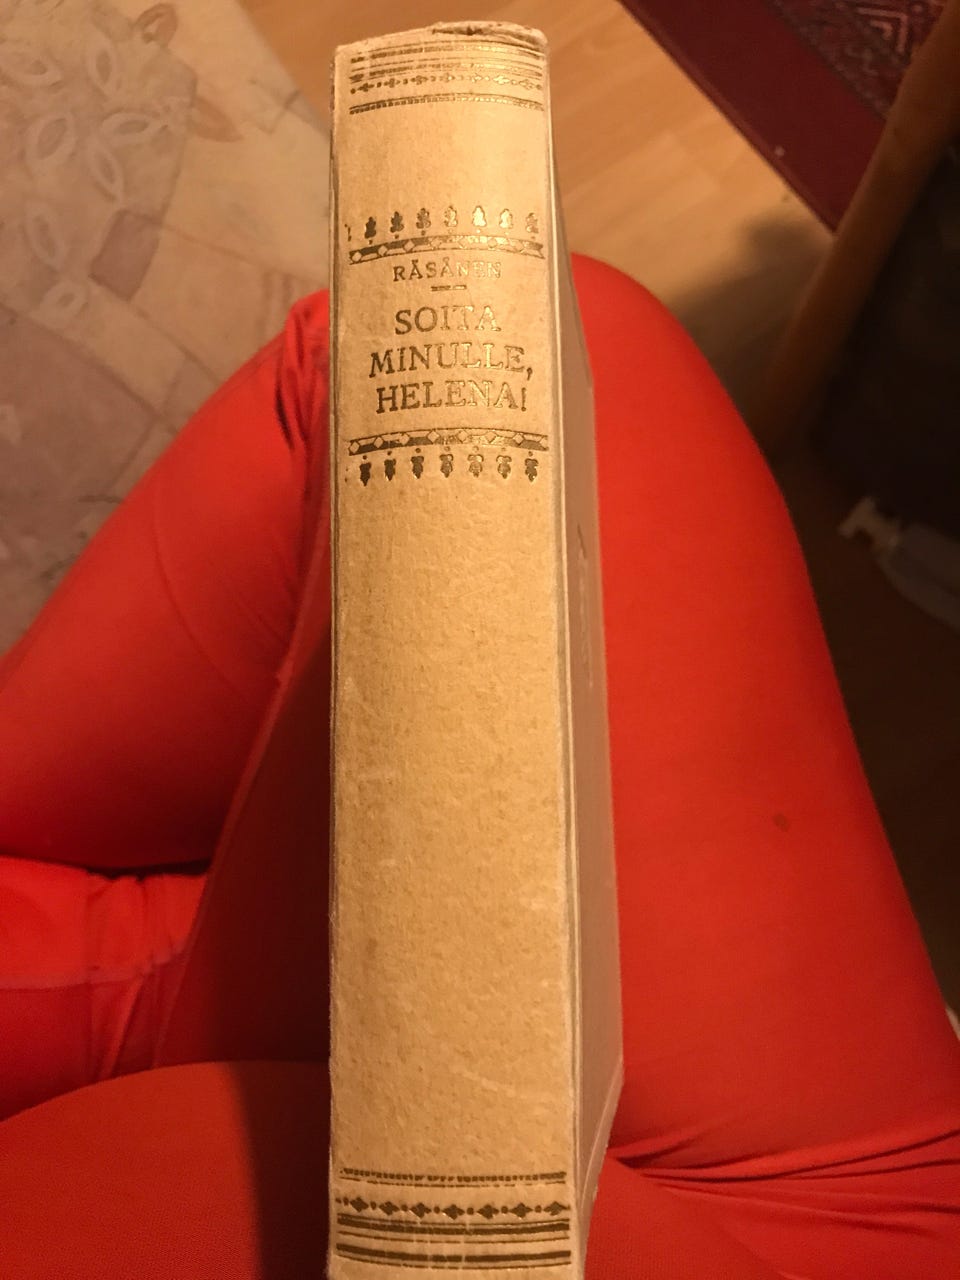 RÄSÄNEN
SOITA
MINULLE,
HELENA!